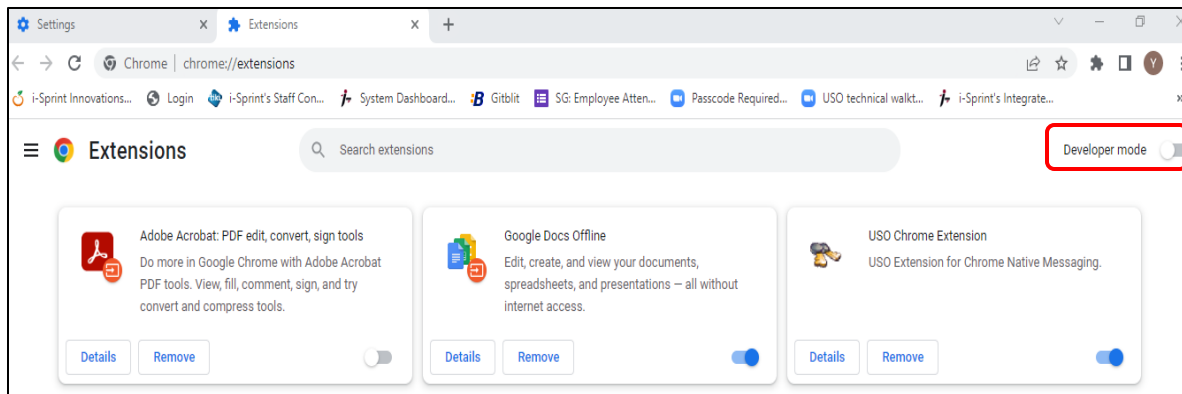 Settings
Extensions
Chrome | chrome://extensions
i-Sprint Innovations... Login i-Sprint's Staff Con... System Dashboard... Gitblit SG: Employee Atten... Passcode Required... USO technical walkt... i-Sprint's Integrate...
Y
Extensions
Search extensions
Developer mode
Adobe Acrobat: PDF edit, convert, sign tools
Do more in Google Chrome with Adobe Acrobat
PDF tools. View, fill, comment, sign, and try
convert and compress tools.
Details Remove
Google Docs Offline
Edit, create, and view your documents,
spreadsheets, and presentations — all without
internet access.
Details Remove
USO Chrome Extension
USO Extension for Chrome Native Messaging.
Details Remove